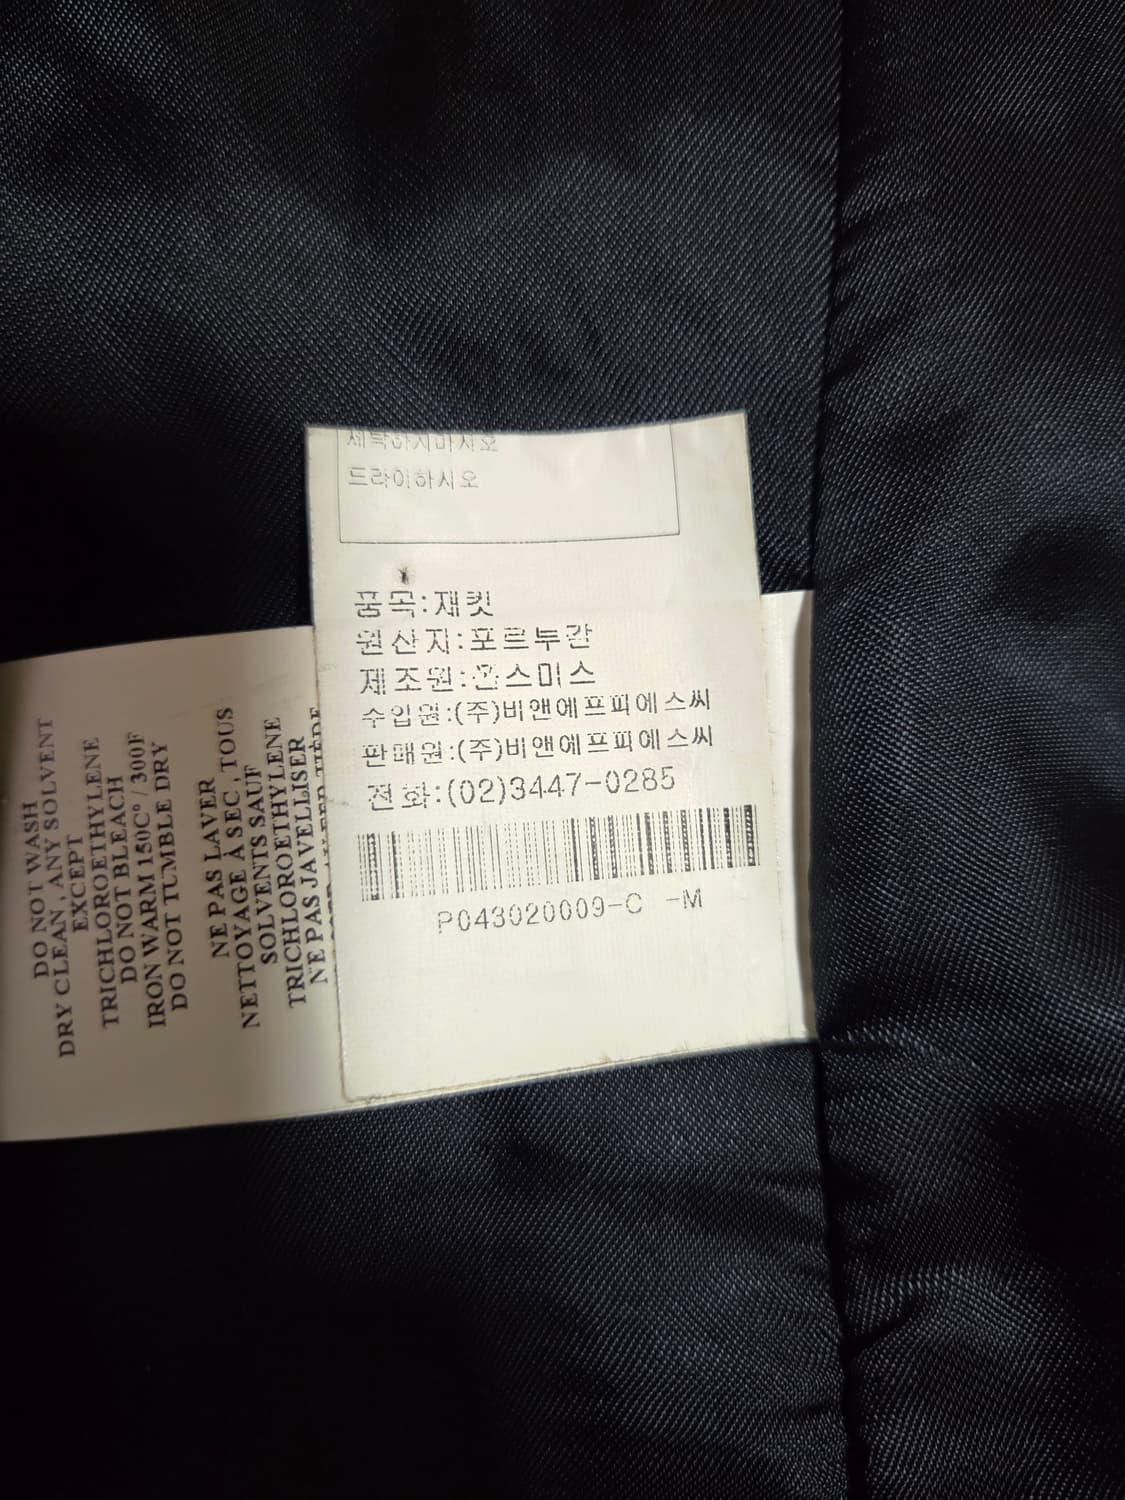 세탁하지마시오
드라이하시오
품목:재킷
원산지:포르투갈
제조원:폴스미스
수입원:(주)비앤에프피에스씨
판매원:(주)비앤에프피에스씨
전화:(02)3447-0285
P043020009-C -M
DO NOT WASH
DRY CLEAN, ANY SOLVENT
EXCEPT
TRICHLOROETHYLENE
DO NOT BLEACH
IRON WARM 150C° / 300F
DO NOT TUMBLE DRY
NE PAS LAVER
NETTOYAGE À SEC, TOUS
SOLVENTS SAUF
TRICHLOROETHYLENE
NE PAS JAVELLISER